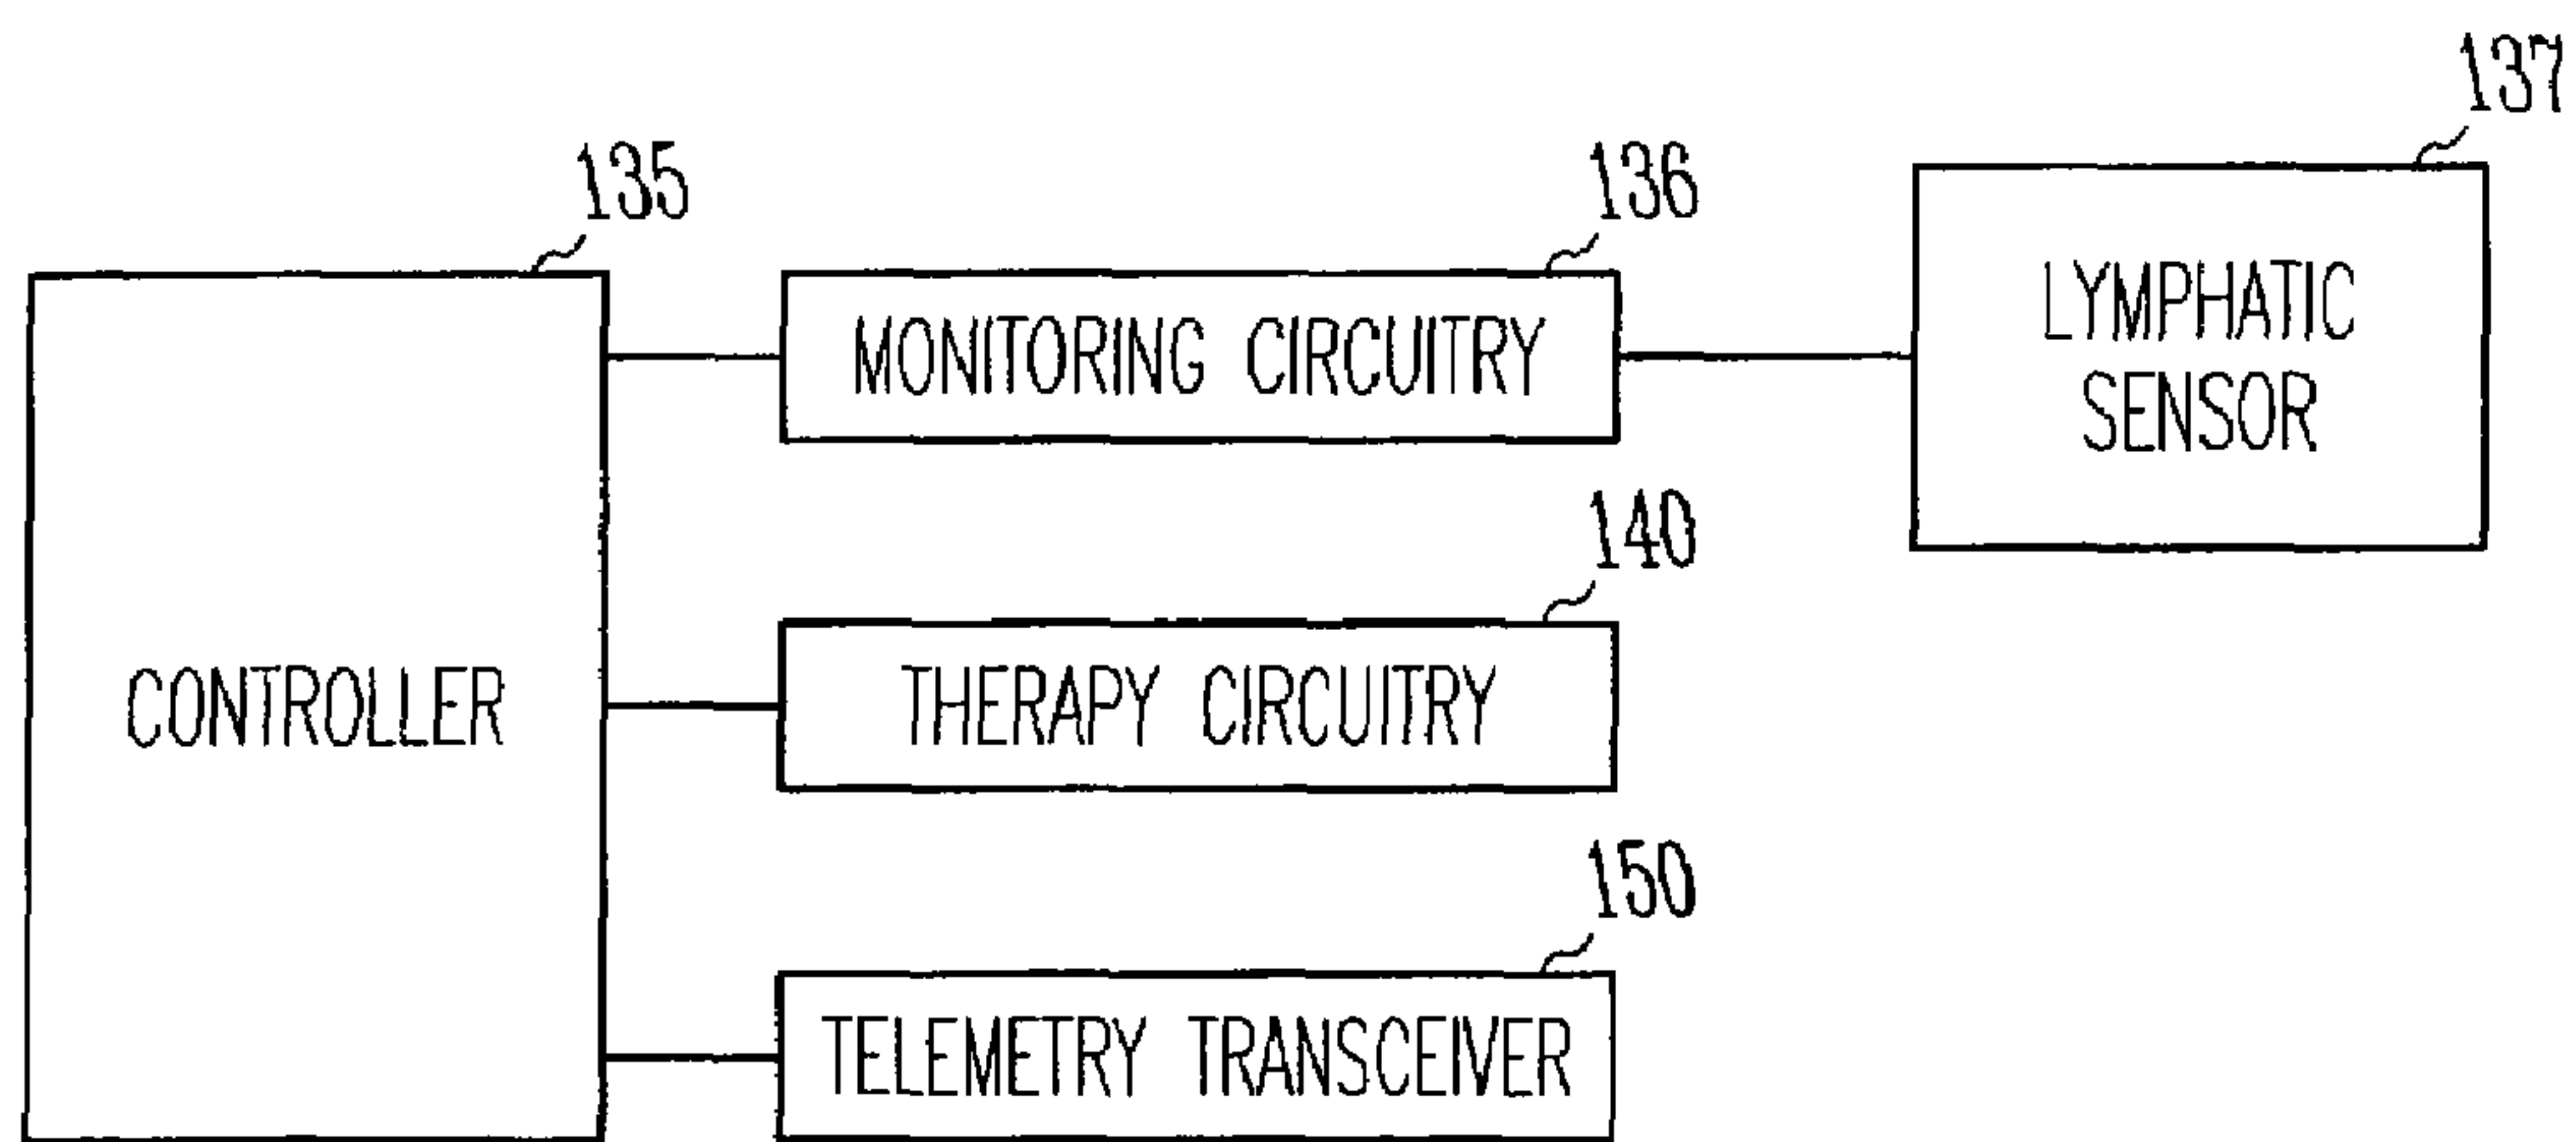 137
135
136
LYMPHATIC
SENSOR
MONITORING CIRCUITRY
140
CONTROLLER
THERAPY CIRCUITRY
150
TELEMETRY TRANSCEIVER